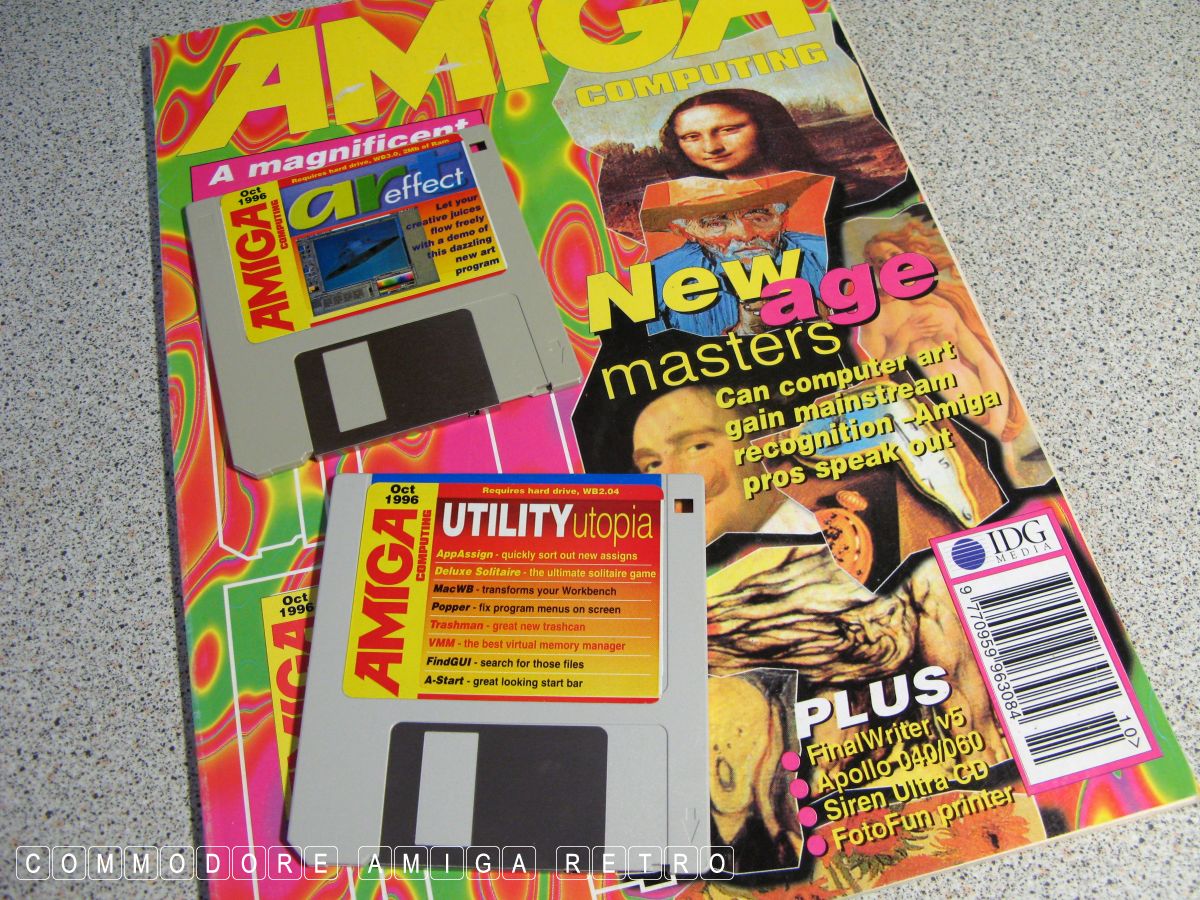 AMIGA
COMPUTING
A magnificent
Requires hard drive, WB3.0, 2Mb of Ram
Oct
1996
AMIGA
COMPUTING
art
effect
Let your
creative juices
flow freely
with a demo of
this dazzling
new art
program
New age
masters
Can computer art
gain mainstream
recognition - Amiga
pros speak out
Oct
1996
AMIGA
COMPUTING
Requires hard drive, WB2.04
UTILITYutopia
AppAssign - quickly sort out new assigns
Deluxe Solitaire - the ultimate solitaire game
MacWB - transforms your Workbench
Popper - fix program menus on screen
Trashman - great new trashcan
VMM - the best virtual memory manager
FindGUI - search for those files
A-Start - great looking start bar
Oct
1996
IDG
MEDIA
9 770959 963084
10>
PLUS
FinalWriter v5
Apollo 040/060
Siren Ultra CD
FotoFun printer
COMMODORE AMIGA RETRO